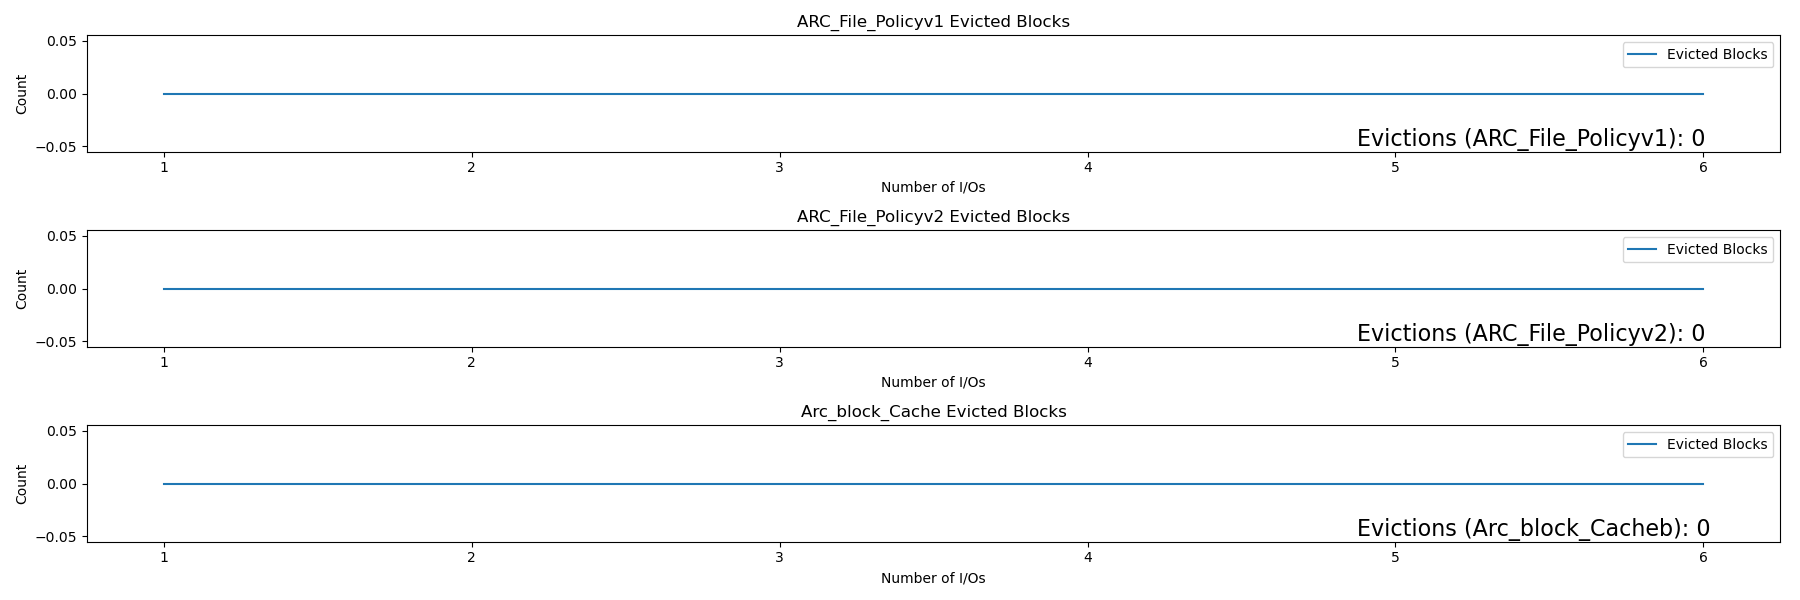 ARC_File_Policyv1 Evicted Blocks
0.05
Evicted Blocks
Count
0.00
Evictions (ARC_File_Policyv1): 0
−0.05
1 2 3 4 5 6
Number of I/Os
ARC_File_Policyv2 Evicted Blocks
0.05
Evicted Blocks
Count
0.00
Evictions (ARC_File_Policyv2): 0
−0.05
1 2 3 4 5 6
Number of I/Os
Arc_block_Cache Evicted Blocks
0.05
Evicted Blocks
Count
0.00
Evictions (Arc_block_Cacheb): 0
−0.05
1 2 3 4 5 6
Number of I/Os